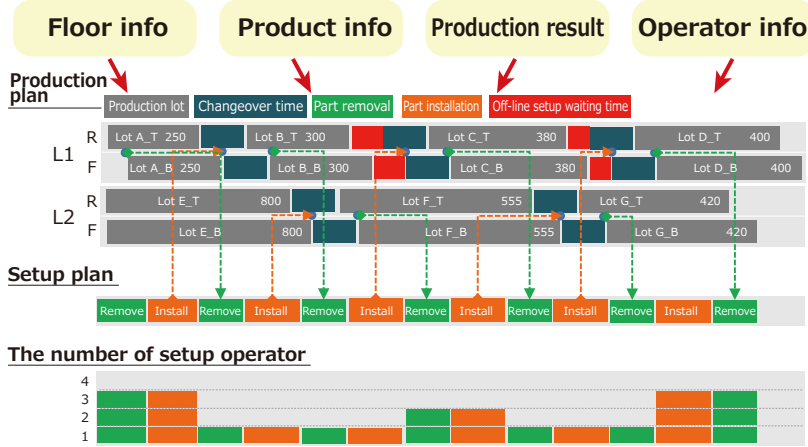 Floor info Product info Production result Operator info
Production plan
Production lot Changeover time Part removal Part installation Off-line setup waiting time
L1
R Lot A_T 250 Lot B_T 300 Lot C_T 380 Lot D_T 400
F Lot A_B 250 Lot B_B 300 Lot C_B 380 Lot D_B 400
L2
R Lot E_T 800 Lot F_T 555 Lot G_T 420
F Lot E_B 800 Lot F_B 555 Lot G_B 420
Setup plan
Remove Install Remove Install Remove Install Remove Install Remove Install Remove Install Remove
The number of setup operator
4
3
2
1